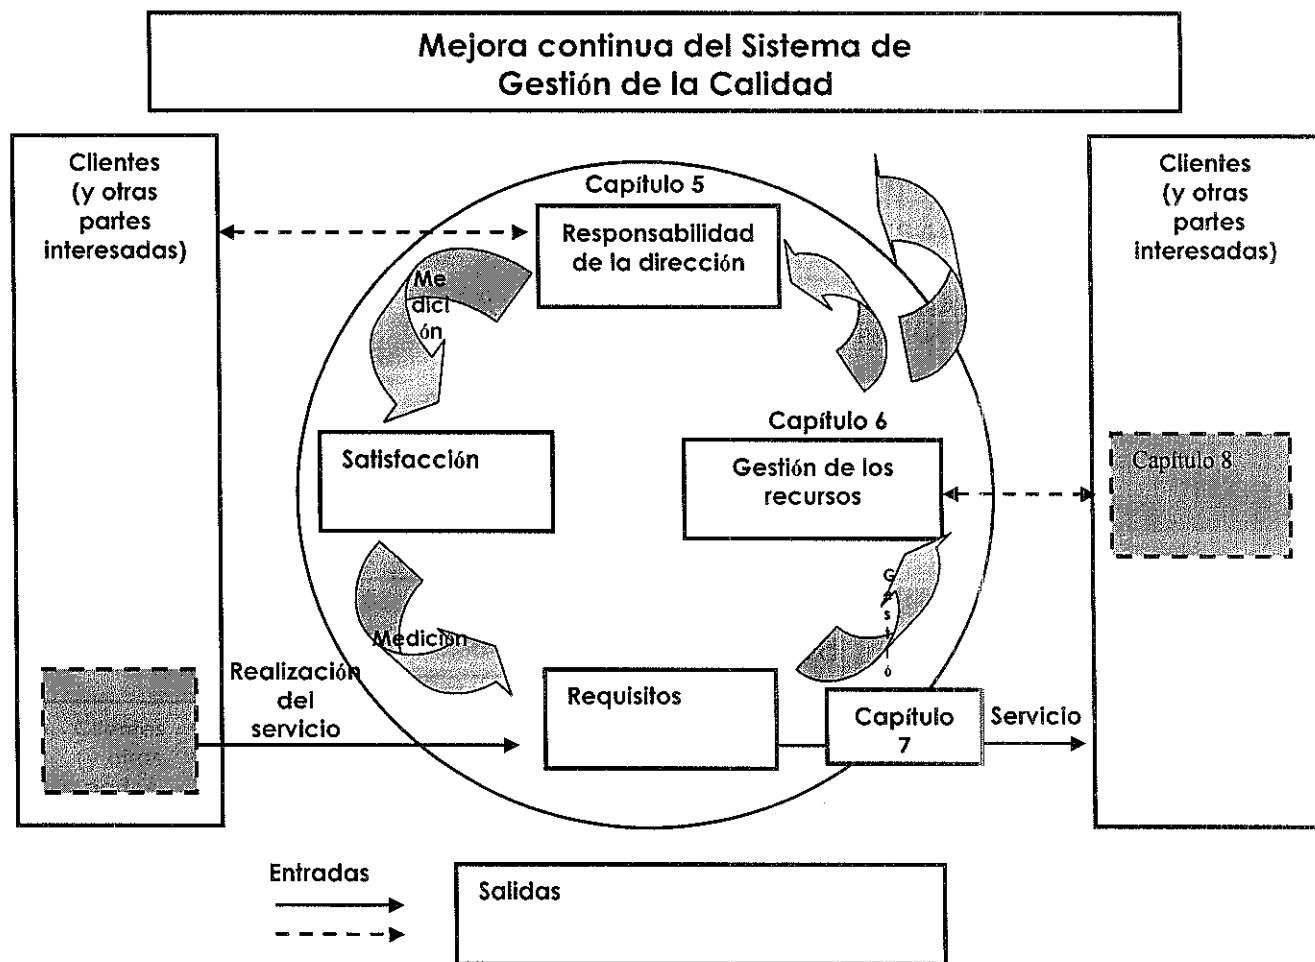 Mejora continua del Sistema de
Gestión de la Calidad
Clientes
(y otras
partes
interesadas)
Capítulo 5
Responsabilidad
de la dirección
Clientes
(y otras
partes
interesadas)
Me
dici
ón
Capítulo 6
Satisfacción
Gestión de los
recursos
Capítulo 8
G
e
s
t
i
ó
Medición
Realización
del
servicio
Requisitos
Capítulo
7
Servicio
Entradas
Salidas